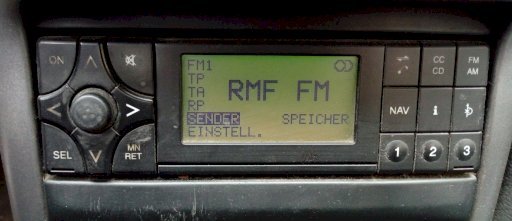 ON
CC
CD
FM
AM
FM1
TP
TA
RP
RMF FM
SENDER SPEICHER
EINSTELL.
< >
NAV i
SEL
MN
RET
1 2 3